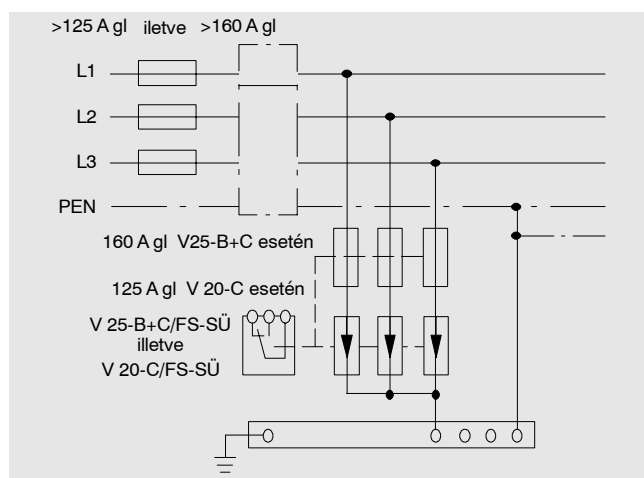 >125 A gl iletve >160 A gl
L1
L2
L3
PEN
160 A gl V25-B+C esetén
125 A gl V 20-C esetén
V 25-B+C/FS-SÜ
illetve
V 20-C/FS-SÜ